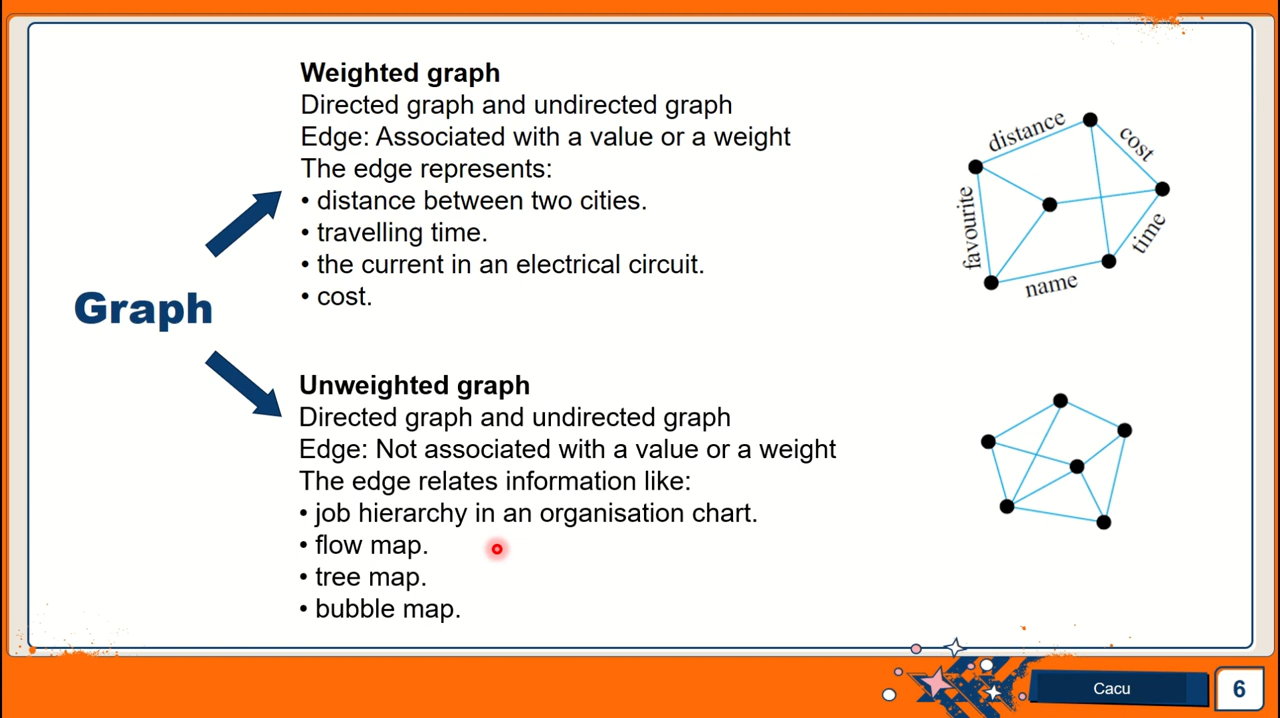 Graph
Weighted graph
Directed graph and undirected graph
Edge: Associated with a value or a weight
The edge represents:
• distance between two cities.
• travelling time.
• the current in an electrical circuit.
• cost.
distance
cost
favourite
time
name
Unweighted graph
Directed graph and undirected graph
Edge: Not associated with a value or a weight
The edge relates information like:
• job hierarchy in an organisation chart.
• flow map.
• tree map.
• bubble map.
Cacu
6